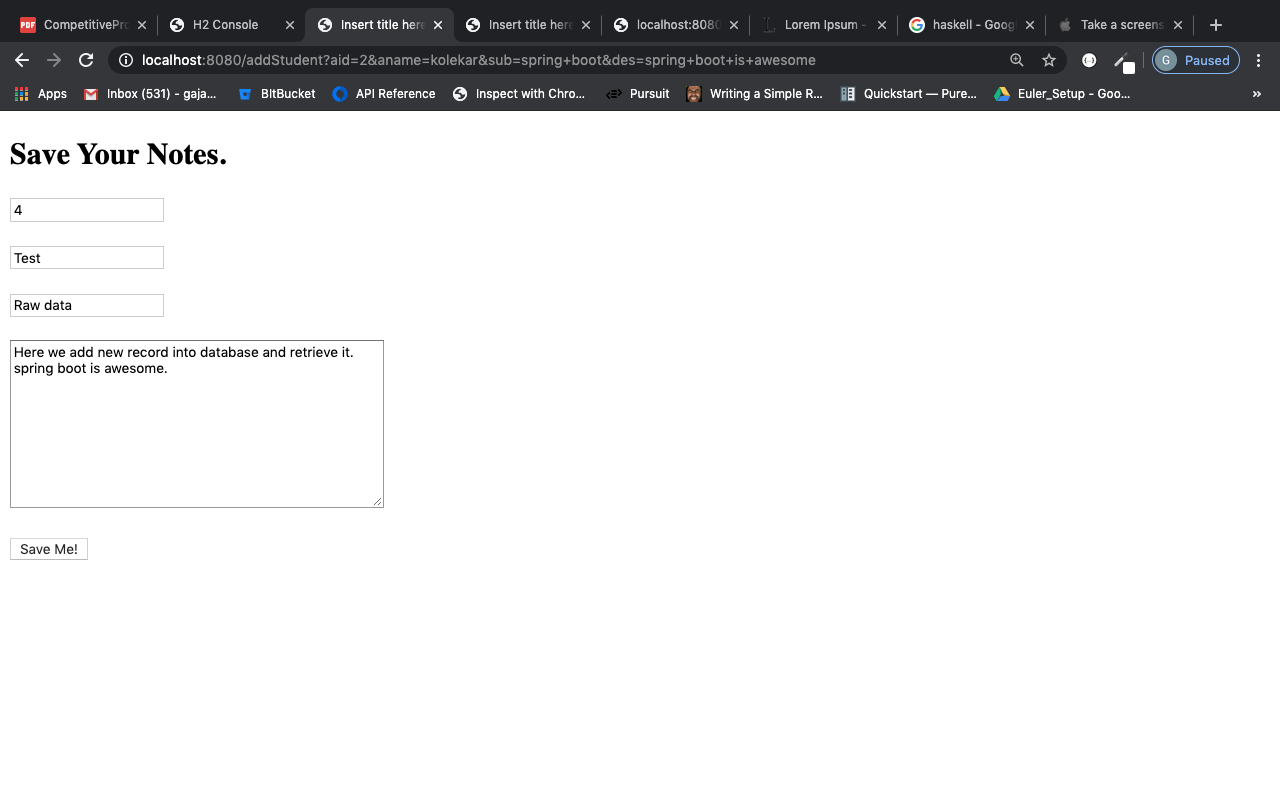 PDF CompetitivePro
H2 Console
Insert title here
Insert title here
localhost:8080
Lorem Ipsum -
haskell - Goog
Take a screens
localhost:8080/addStudent?aid=2&aname=kolekar&sub=spring+boot&des=spring+boot+is+awesome
G Paused
Apps
Inbox (531) - gaja...
BItBucket
API Reference
Inspect with Chro...
Pursuit
Writing a Simple R...
Quickstart — Pure...
Euler_Setup - Goo...
»
Save Your Notes.
4
Test
Raw data
Here we add new record into database and retrieve it.
spring boot is awesome.
Save Me!